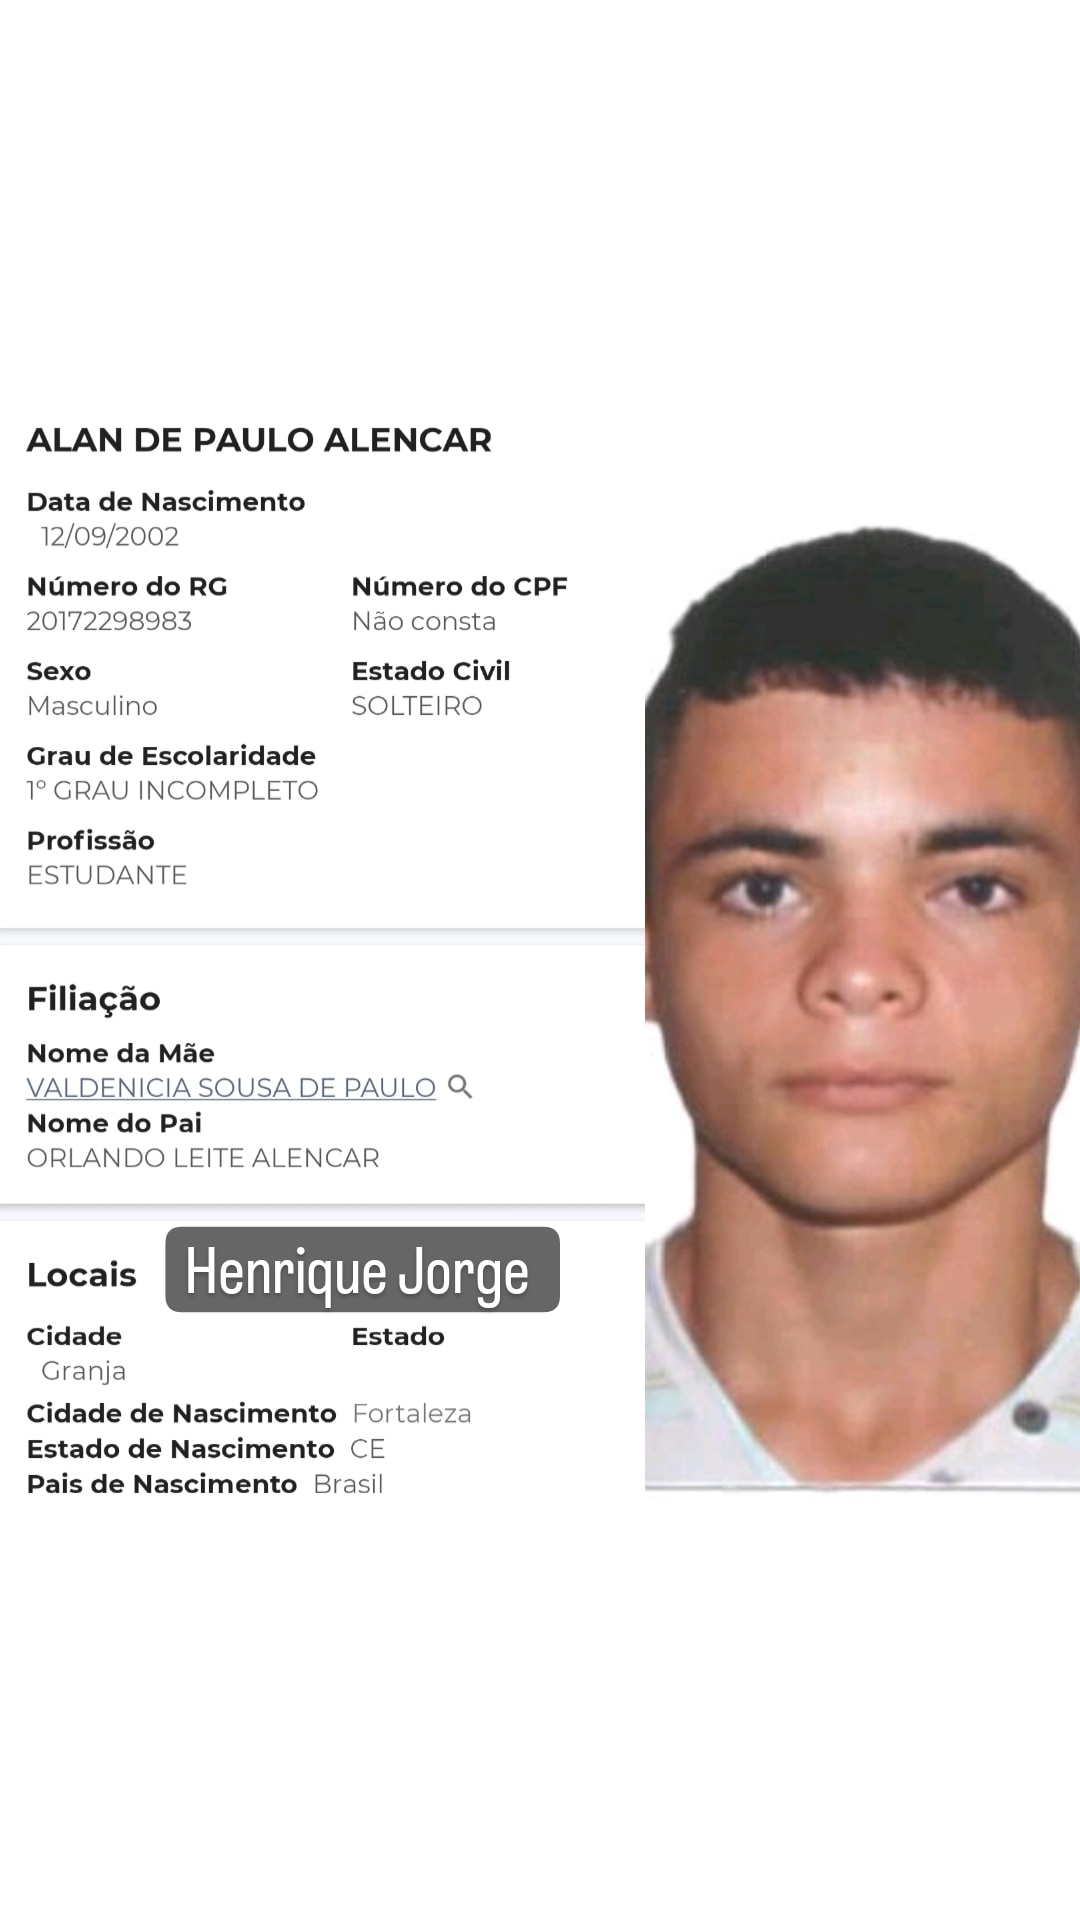 ALAN DE PAULO ALENCAR
Data de Nascimento
12/09/2002
Número do RG Número do CPF
20172298983 Não consta
Sexo Estado Civil
Masculino SOLTEIRO
Grau de Escolaridade
1º GRAU INCOMPLETO
Profissão
ESTUDANTE
Filiação
Nome da Mãe
VALDENICIA SOUSA DE PAULO
Nome do Pai
ORLANDO LEITE ALENCAR
Locais Henrique Jorge
Cidade Estado
Granja
Cidade de Nascimento Fortaleza
Estado de Nascimento CE
Pais de Nascimento Brasil